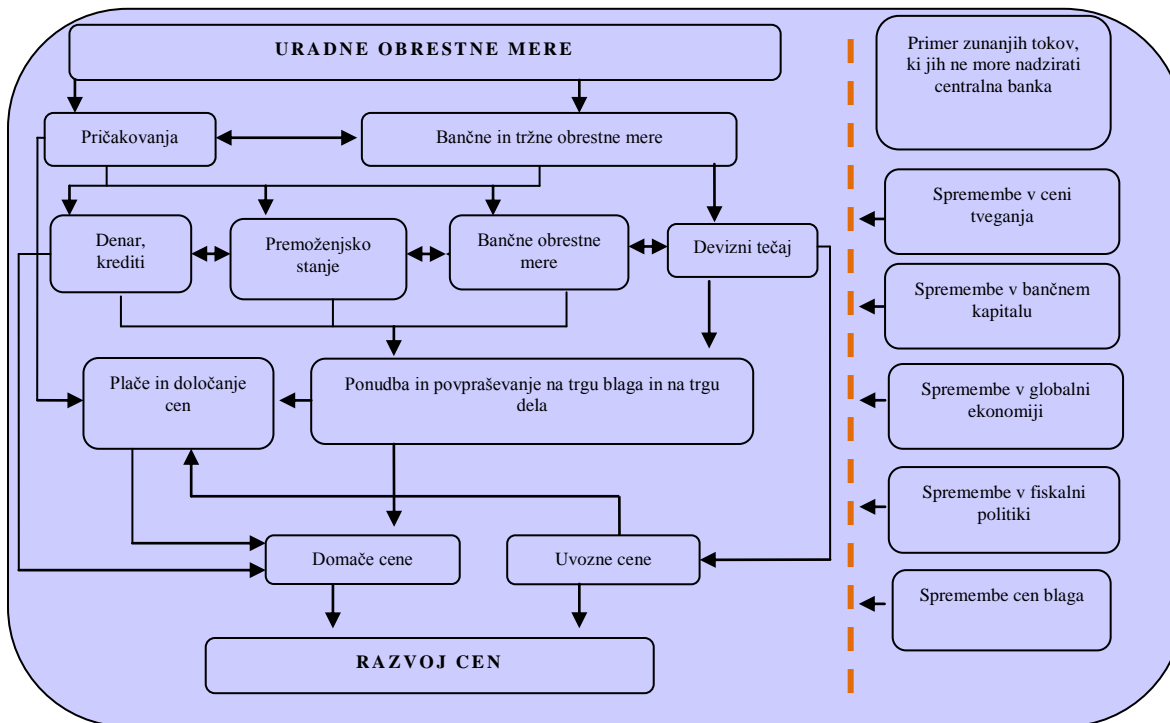 URADNE OBRESTNE MERE
Primer zunanjih tokov,
ki jih ne more nadzirati
centralna banka
Pričakovanja
Bančne in tržne obrestne mere
Spremembe v ceni
tveganja
Denar,
krediti
Premoženjsko
stanje
Bančne obrestne
mere
Devizni tečaj
Spremembe v bančnem
kapitalu
Plače in določanje
cen
Ponudba in povpraševanje na trgu blaga in na trgu
dela
Spremembe v globalni
ekonomiji
Spremembe v fiskalni
politiki
Domače cene
Uvozne cene
Spremembe cen blaga
RAZVOJ CEN